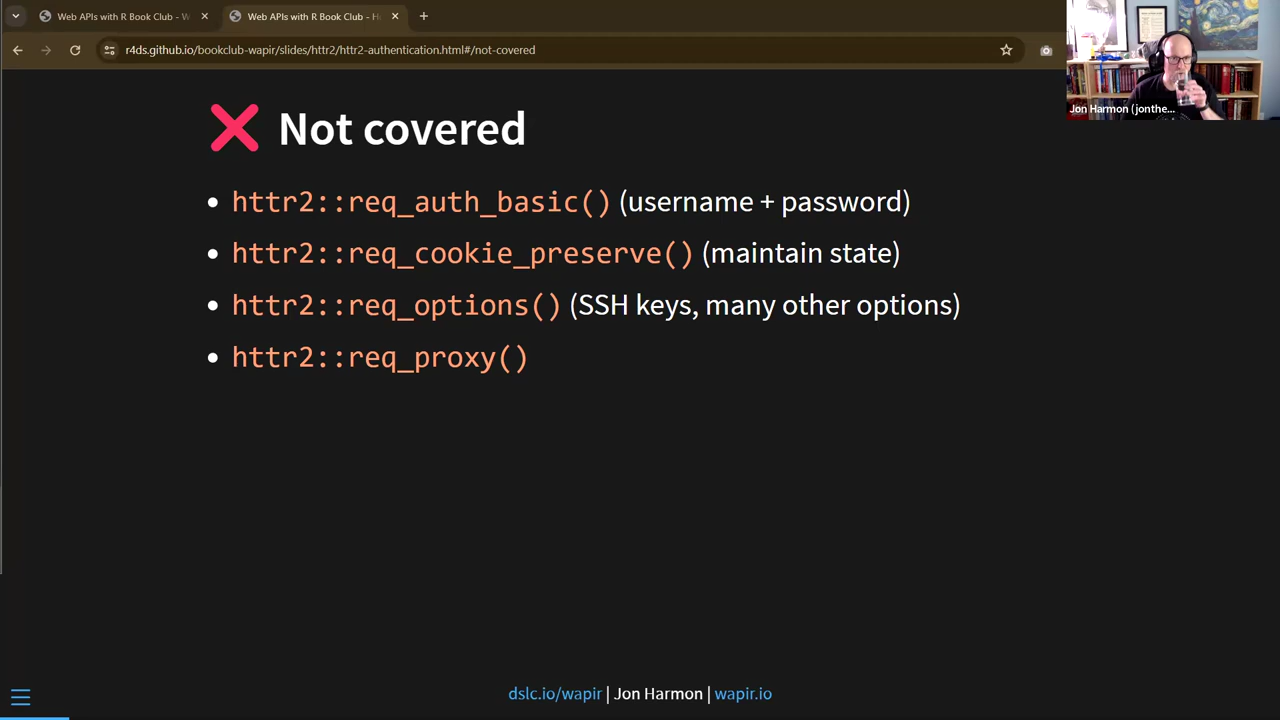 Web APIs with R Book Club - W
Web APIs with R Book Club - H
r4ds.github.io/bookclub-wapir/slides/httr2/httr2-authentication.html#/not-covered
Jon Harmon (jonthe...
❌ Not covered
• httr2::req_auth_basic() (username + password)
• httr2::req_cookie_preserve() (maintain state)
• httr2::req_options() (SSH keys, many other options)
• httr2::req_proxy()
dslc.io/wapir | Jon Harmon | wapir.io